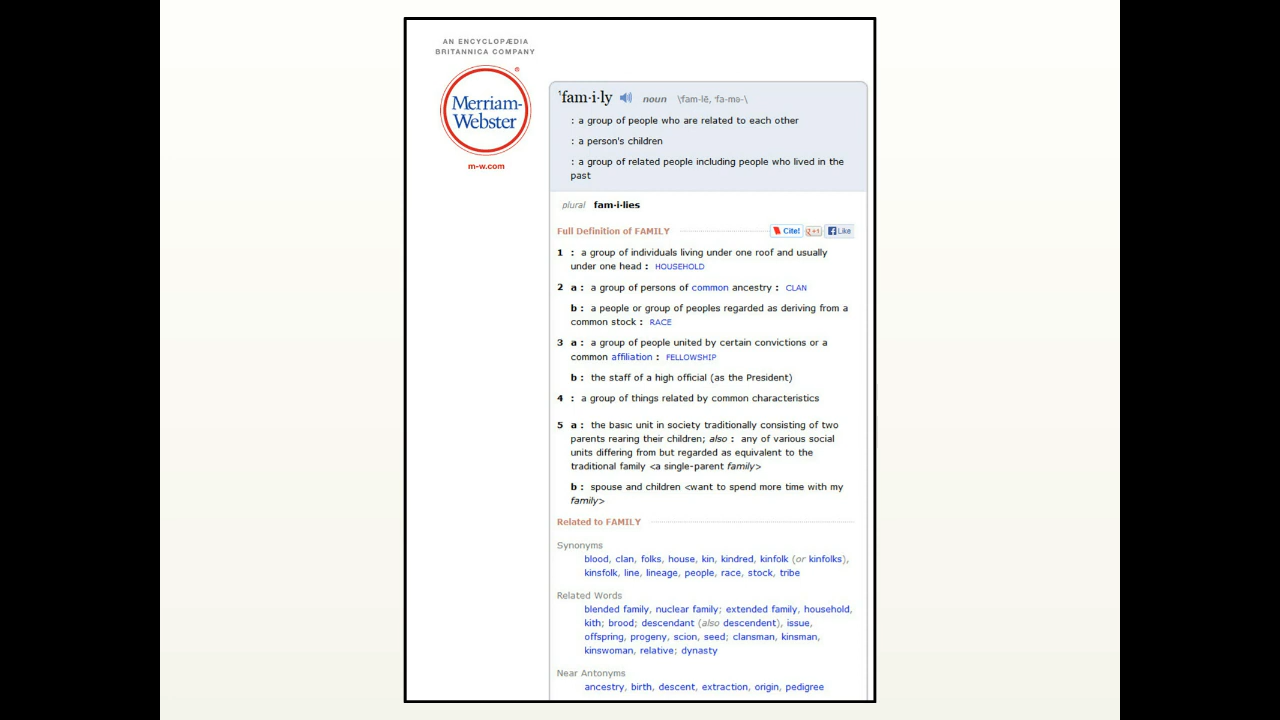 AN ENCYCLOPÆDIA
BRITANNICA COMPANY
Merriam-
Webster
®
m-w.com
¹fam·i·ly noun \ˈfam-lē, ˈfa-mə-\
: a group of people who are related to each other
: a person's children
: a group of related people including people who lived in the
past
plural fam·i·lies
Full Definition of FAMILY Cite! g+1 Like
1 : a group of individuals living under one roof and usually
under one head : HOUSEHOLD
2 a : a group of persons of common ancestry : CLAN
b : a people or group of peoples regarded as deriving from a
common stock : RACE
3 a : a group of people united by certain convictions or a
common affiliation : FELLOWSHIP
b : the staff of a high official (as the President)
4 : a group of things related by common characteristics
5 a : the basic unit in society traditionally consisting of two
parents rearing their children; also : any of various social
units differing from but regarded as equivalent to the
traditional family <a single-parent family>
b : spouse and children <want to spend more time with my
family>
Related to FAMILY
Synonyms
blood, clan, folks, house, kin, kindred, kinfolk (or kinfolks),
kinsfolk, line, lineage, people, race, stock, tribe
Related Words
blended family, nuclear family; extended family, household,
kith; brood; descendant (also descendent), issue,
offspring, progeny, scion, seed; clansman, kinsman,
kinswoman, relative; dynasty
Near Antonyms
ancestry, birth, descent, extraction, origin, pedigree